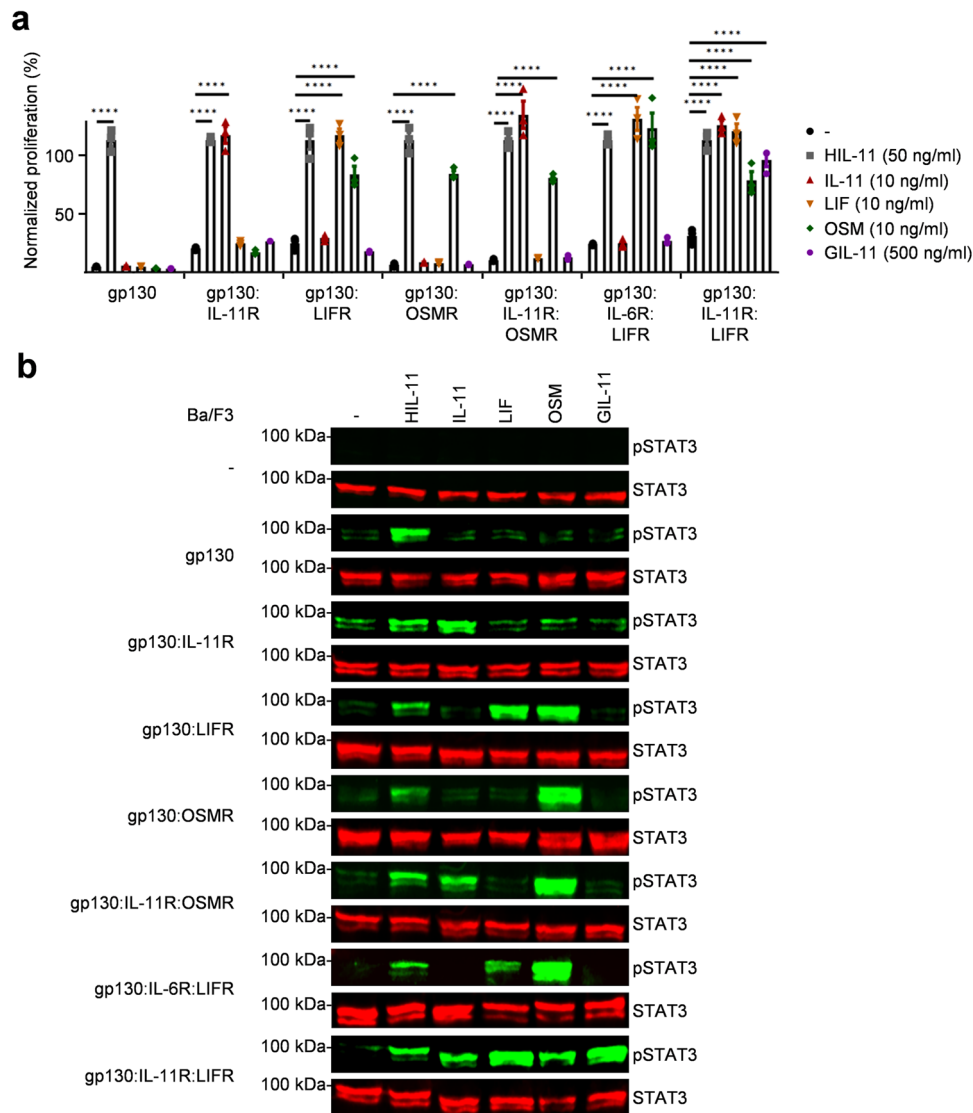 a
Normalized proliferation (%)
100
50
**** **** **** **** **** **** **** **** **** **** **** **** **** **** **** **** **** ****
gp130
gp130:
IL-11R
gp130:
LIFR
gp130:
OSMR
gp130:
IL-11R:
OSMR
gp130:
IL-6R:
LIFR
gp130:
IL-11R:
LIFR
-
HIL-11 (50 ng/ml)
IL-11 (10 ng/ml)
LIF (10 ng/ml)
OSM (10 ng/ml)
GIL-11 (500 ng/ml)
b
Ba/F3
- HIL-11 IL-11 LIF OSM GIL-11
-
100 kDa- pSTAT3
100 kDa- STAT3
gp130
100 kDa- pSTAT3
100 kDa- STAT3
gp130:IL-11R
100 kDa- pSTAT3
100 kDa- STAT3
gp130:LIFR
100 kDa- pSTAT3
100 kDa- STAT3
gp130:OSMR
100 kDa- pSTAT3
100 kDa- STAT3
gp130:IL-11R:OSMR
100 kDa- pSTAT3
100 kDa- STAT3
gp130:IL-6R:LIFR
100 kDa- pSTAT3
100 kDa- STAT3
gp130:IL-11R:LIFR
100 kDa- pSTAT3
100 kDa- STAT3